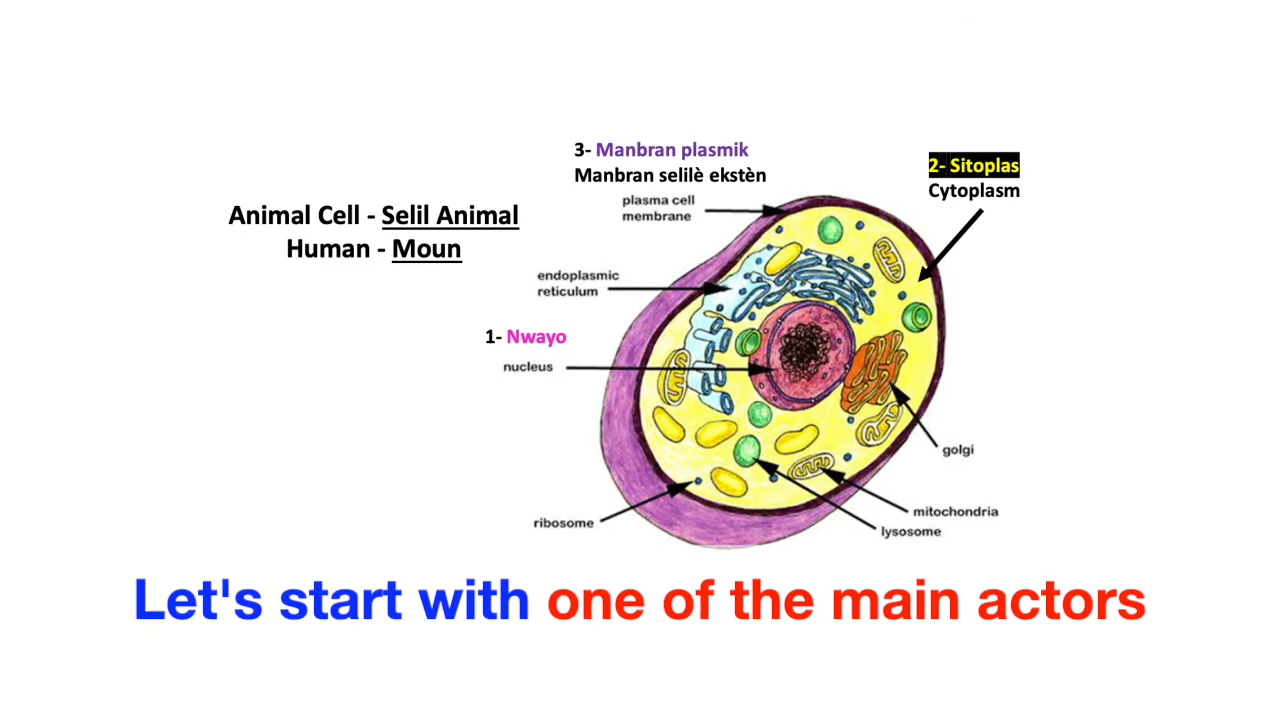 3- Manbran plasmik
Manbran selilè ekstèn
2- Sitoplas
Cytoplasm
plasma cell
membrane
Animal Cell - Selil Animal
Human - Moun
endoplasmic
reticulum
1- Nwayo
nucleus
golgi
mitochondria
ribosome
lysosome
Let's start with one of the main actors